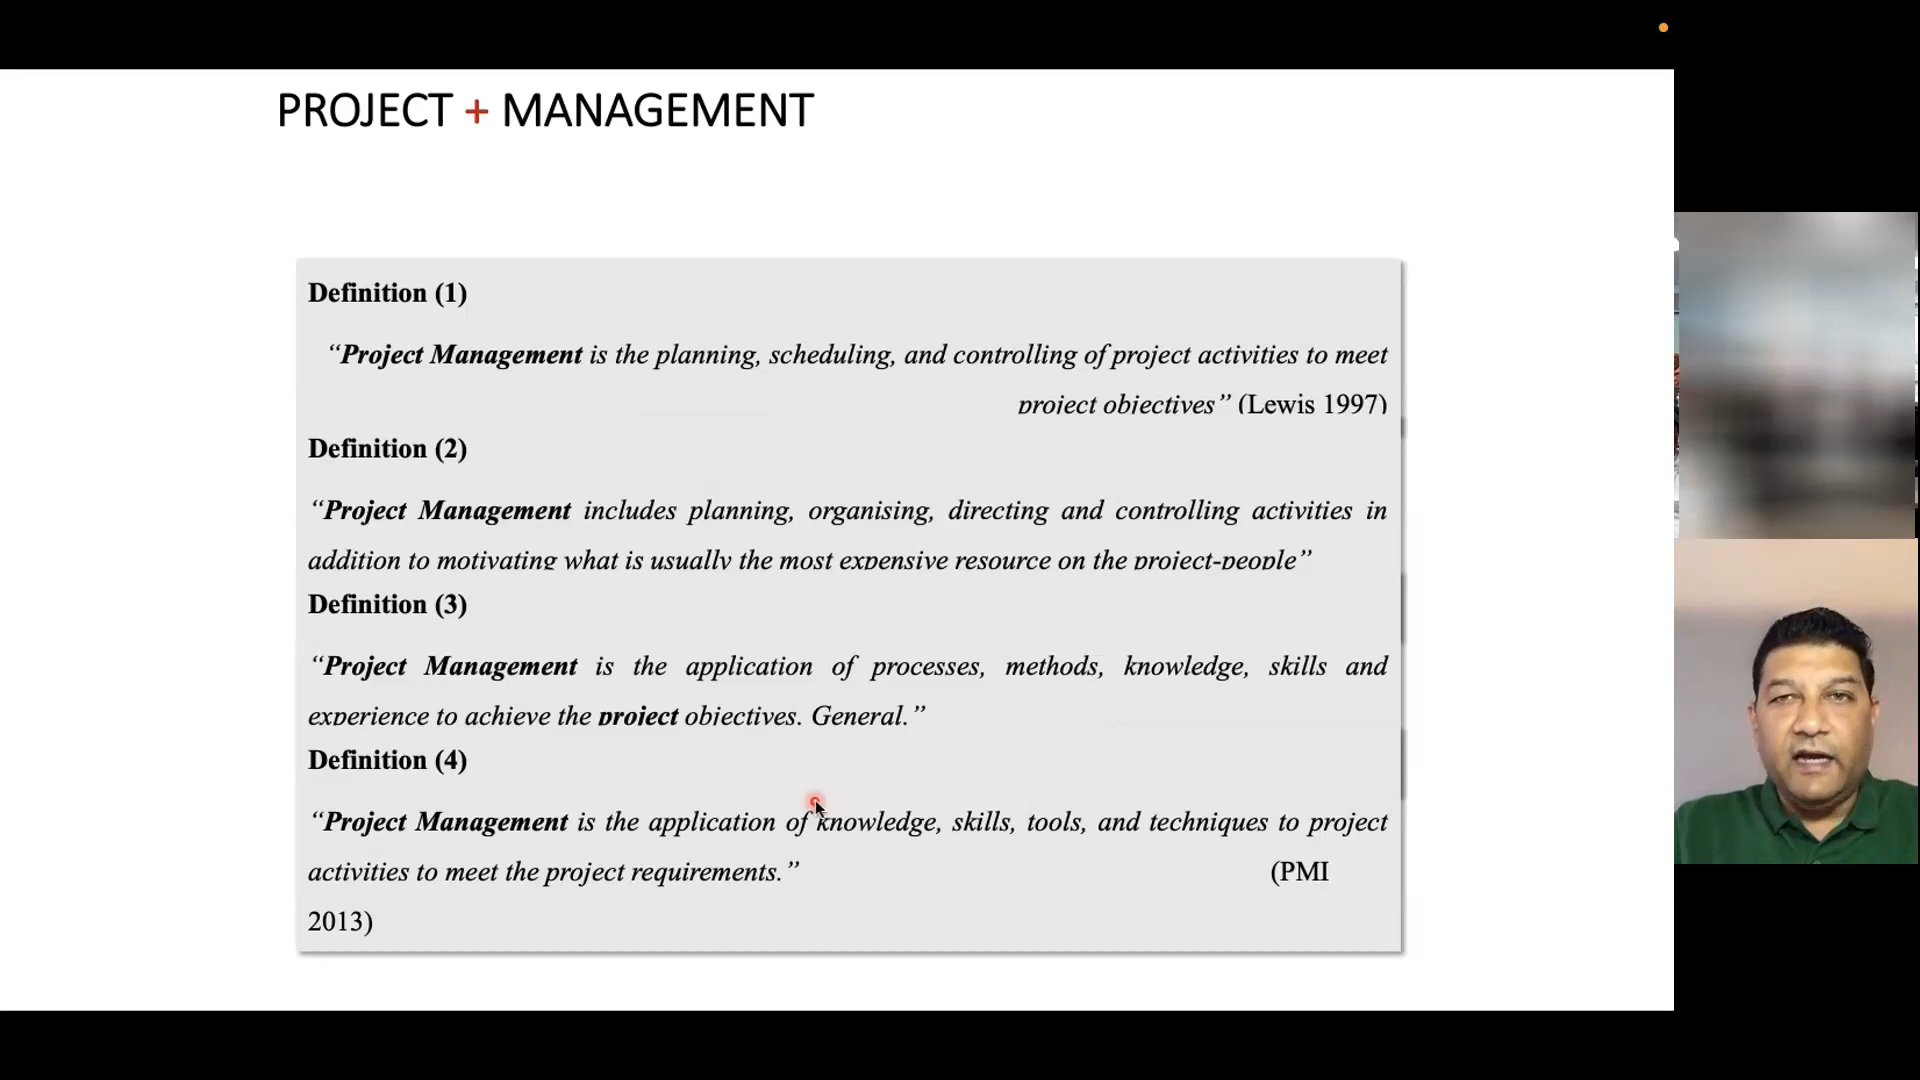 PROJECT + MANAGEMENT
Definition (1)
“Project Management is the planning, scheduling, and controlling of project activities to meet
project objectives” (Lewis 1997)
Definition (2)
“Project Management includes planning, organising, directing and controlling activities in
addition to motivating what is usually the most expensive resource on the project-people”
Definition (3)
“Project Management is the application of processes, methods, knowledge, skills and
experience to achieve the project objectives. General.”
Definition (4)
“Project Management is the application of knowledge, skills, tools, and techniques to project
activities to meet the project requirements.” (PMI
2013)